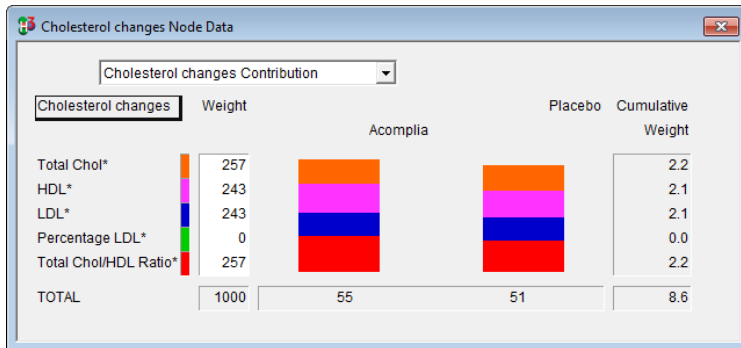 Cholesterol changes Node Data
Cholesterol changes Contribution
Cholesterol changes Weight Placebo Cumulative
Acomplia Weight
Total Chol* 257 2.2
HDL* 243 2.1
LDL* 243 2.1
Percentage LDL* 0 0.0
Total Chol/HDL Ratio* 257 2.2
TOTAL 1000 55 51 8.6